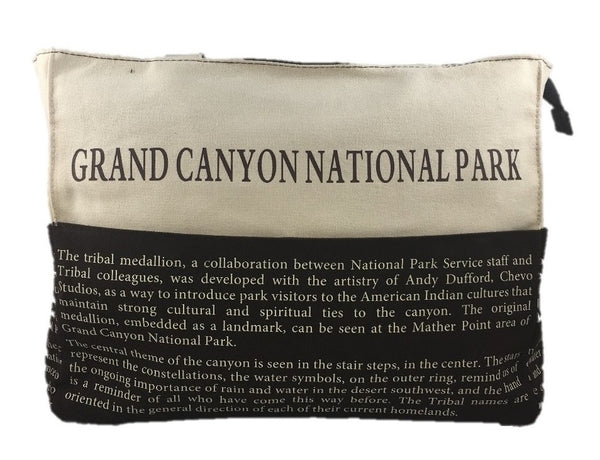 GRAND CANYON NATIONAL PARK
The tribal medallion, a collaboration between National Park Service staff and
Tribal colleagues, was developed with the artistry of Andy Dufford, Chevo
Studios, as a way to introduce park visitors to the American Indian cultures that
maintain strong cultural and spiritual ties to the canyon. The original
medallion, embedded as a landmark, can be seen at the Mather Point area of
Grand Canyon National Park.
The central theme of the canyon is seen in the stair steps, in the center. The stars
represent the constellations, the water symbols, on the outer ring, remind us of
the ongoing importance of rain and water in the desert southwest, and the hand
is a reminder of all who have come this way before. The Tribal names are
oriented in the general direction of each of their current homelands.